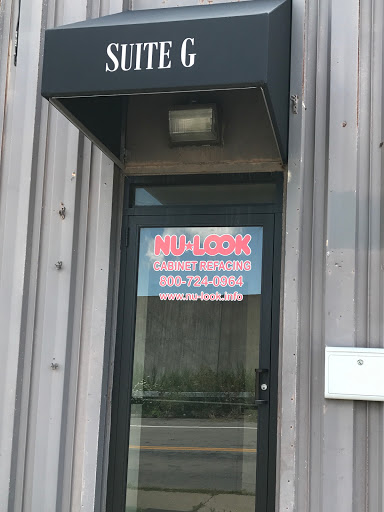 SUITE G
NU★LOOK
CABINET REFACING
800-724-0964
www.nu-look.info